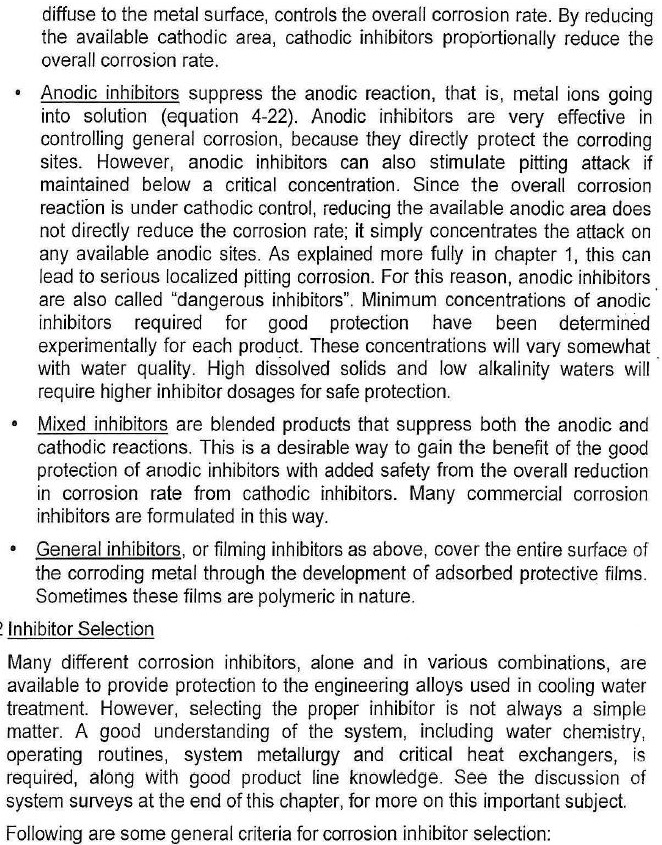 diffuse to the metal surface, controls the overall corrosion rate. By reducing
the available cathodic area, cathodic inhibitors proportionally reduce the
overall corrosion rate.
• Anodic inhibitors suppress the anodic reaction, that is, metal ions going
into solution (equation 4-22). Anodic inhibitors are very effective in
controlling general corrosion, because they directly protect the corroding
sites. However, anodic inhibitors can also stimulate pitting attack if
maintained below a critical concentration. Since the overall corrosion
reaction is under cathodic control, reducing the available anodic area does
not directly reduce the corrosion rate; it simply concentrates the attack on
any available anodic sites. As explained more fully in chapter 1, this can
lead to serious localized pitting corrosion. For this reason, anodic inhibitors
are also called “dangerous inhibitors”. Minimum concentrations of anodic
inhibitors required for good protection have been determined
experimentally for each product. These concentrations will vary somewhat
with water quality. High dissolved solids and low alkalinity waters will
require higher inhibitor dosages for safe protection.
• Mixed inhibitors are blended products that suppress both the anodic and
cathodic reactions. This is a desirable way to gain the benefit of the good
protection of anodic inhibitors with added safety from the overall reduction
in corrosion rate from cathodic inhibitors. Many commercial corrosion
inhibitors are formulated in this way.
• General inhibitors, or filming inhibitors as above, cover the entire surface of
the corroding metal through the development of adsorbed protective films.
Sometimes these films are polymeric in nature.
2 Inhibitor Selection
Many different corrosion inhibitors, alone and in various combinations, are
available to provide protection to the engineering alloys used in cooling water
treatment. However, selecting the proper inhibitor is not always a simple
matter. A good understanding of the system, including water chemistry,
operating routines, system metallurgy and critical heat exchangers, is
required, along with good product line knowledge. See the discussion of
system surveys at the end of this chapter, for more on this important subject.
Following are some general criteria for corrosion inhibitor selection: